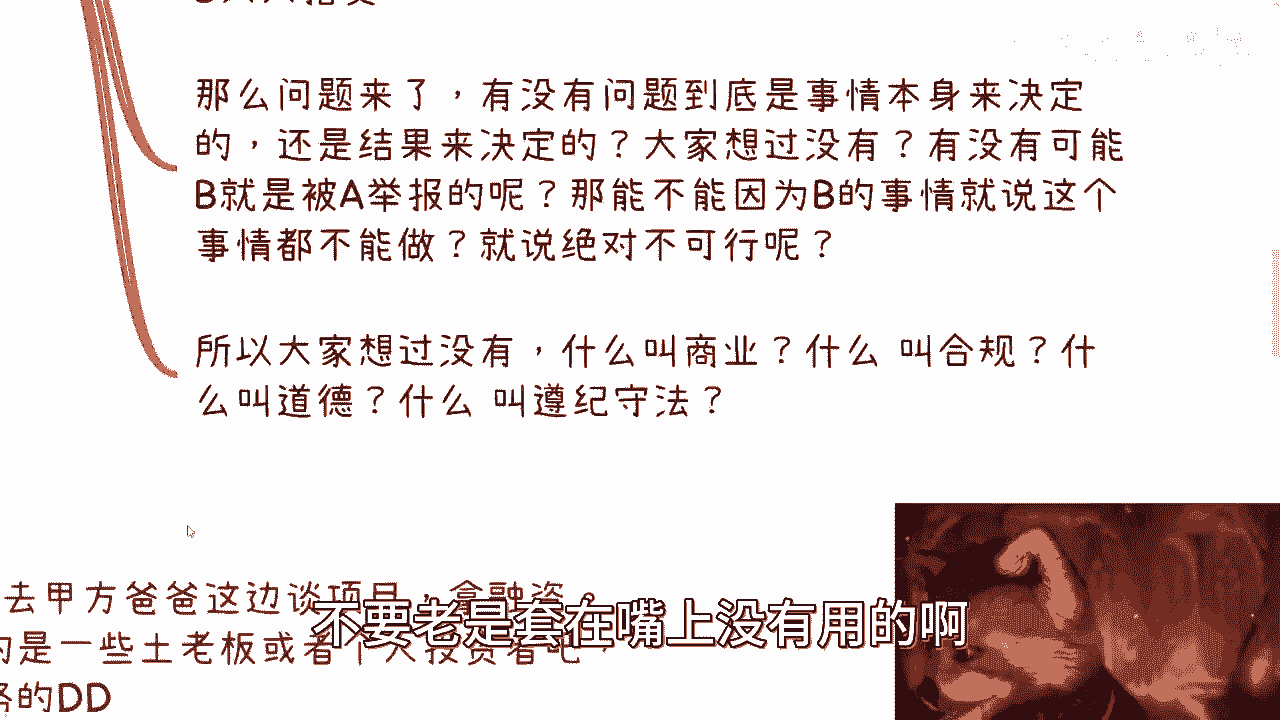 那么问题来了，有没有问题到底是事情本身来决定
的，还是结果来决定的？大家想过没有？有没有可能
B就是被A举报的呢？那能不能因为B的事情就说这个
事情都不能做？就说绝对不可行呢？
所以大家想过没有，什么叫商业？什么 叫合规？什
么叫道德？什么 叫遵纪守法？
去甲方爸爸这边谈项目，拿融资。
不要老是套在嘴上没有用的啊
的是一些土老板或者个人投资者吧，
务的DD